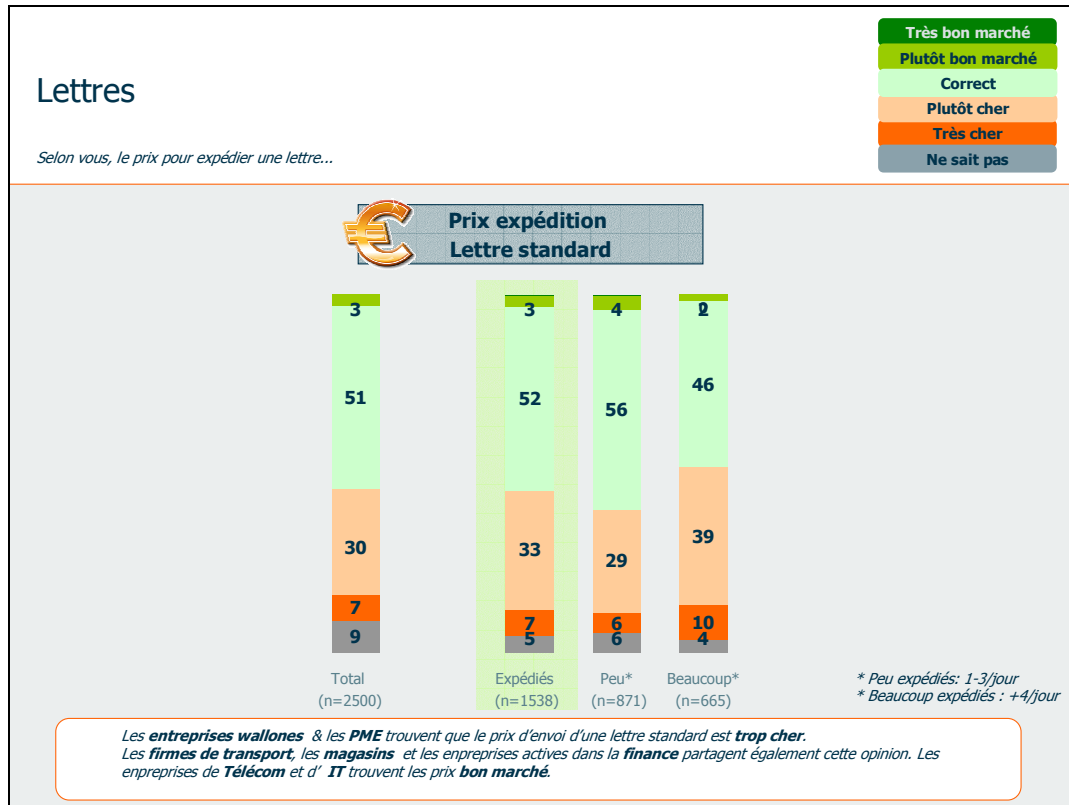 Très bon marché
Plutôt bon marché
Correct
Plutôt cher
Très cher
Ne sait pas
Lettres
Selon vous, le prix pour expédier une lettre...
Prix expédition
Lettre standard
3 3 4 2
51 52 56 46
30 33 29 39
7 7 6 10
9 5 6 4
Total Expédiés Peu* Beaucoup*
(n=2500) (n=1538) (n=871) (n=665)
* Peu expédiés: 1-3/jour
* Beaucoup expédiés : +4/jour
Les entreprises wallones & les PME trouvent que le prix d'envoi d'une lettre standard est trop cher.
Les firmes de transport, les magasins et les enpreprises actives dans la finance partagent également cette opinion. Les
enpreprises de Télécom et d' IT trouvent les prix bon marché.